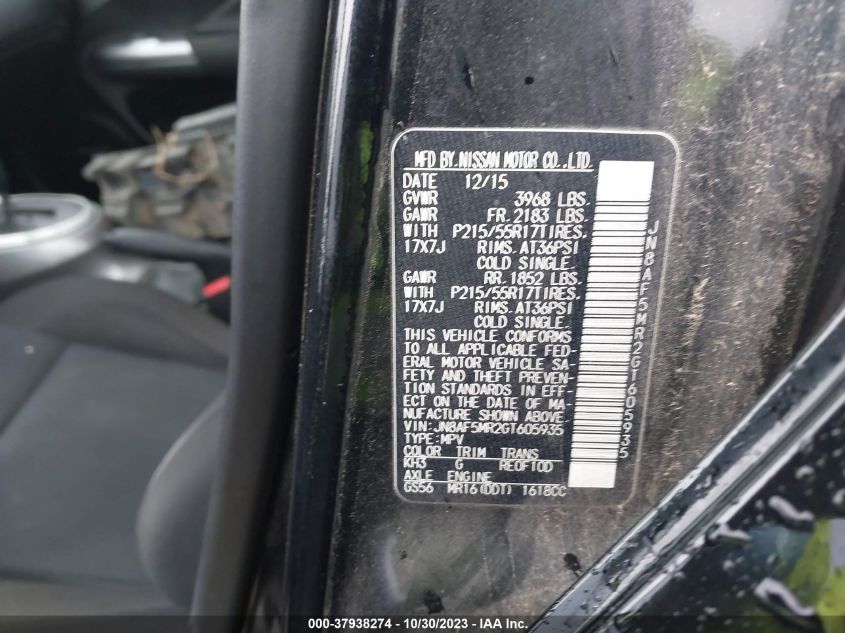 MFD BY.NISSAN MOTOR CO.,LTD.
DATE 12/15
GVWR 3968 LBS.
GAWR FR.2183 LBS.
WITH P215/55R17TIRES.
17X7J RIMS.AT36PSI
COLD SINGLE.
GAWR RR.1852 LBS.
WITH P215/55R17TIRES.
17X7J RIMS.AT36PSI
COLD SINGLE.
THIS VEHICLE CONFORMS
TO ALL APPLICABLE FED-
ERAL MOTOR VEHICLE SA-
FETY AND THEFT PREVEN-
TION STANDARDS IN EFF-
ECT ON THE DATE OF MA-
NUFACTURE SHOWN ABOVE.
VIN:JN8AF5MR2GT605935
TYPE:MPV
COLOR TRIM TRANS
KH3 G RE0F10D
AXLE ENGINE
GS56 MR16(DDT) 1618CC
JN8AF5MR2GT605935
000-37938274 - 10/30/2023 - Copyright © 2023 IAA, Inc.